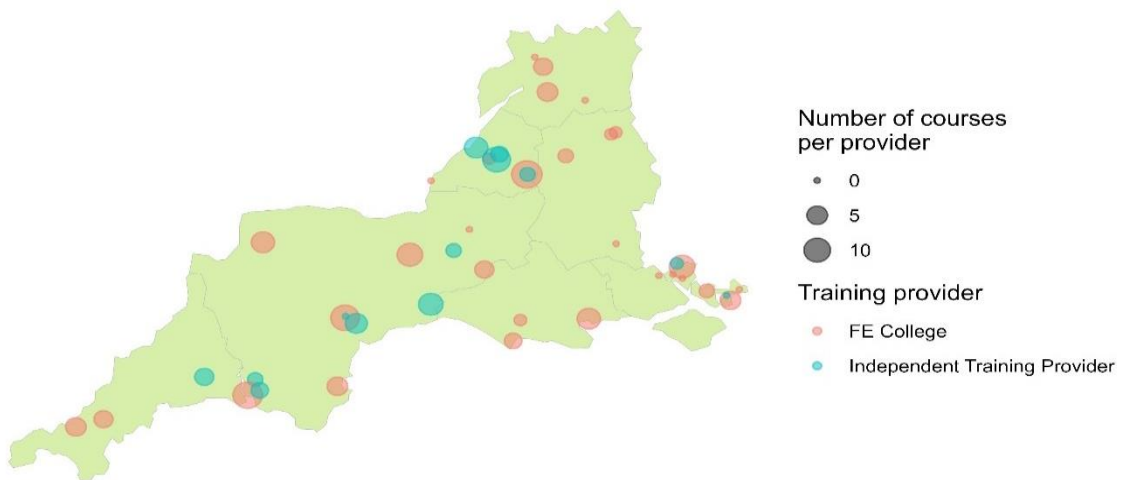 Number of courses
per provider
0
5
10
Training provider
FE College
Independent Training Provider